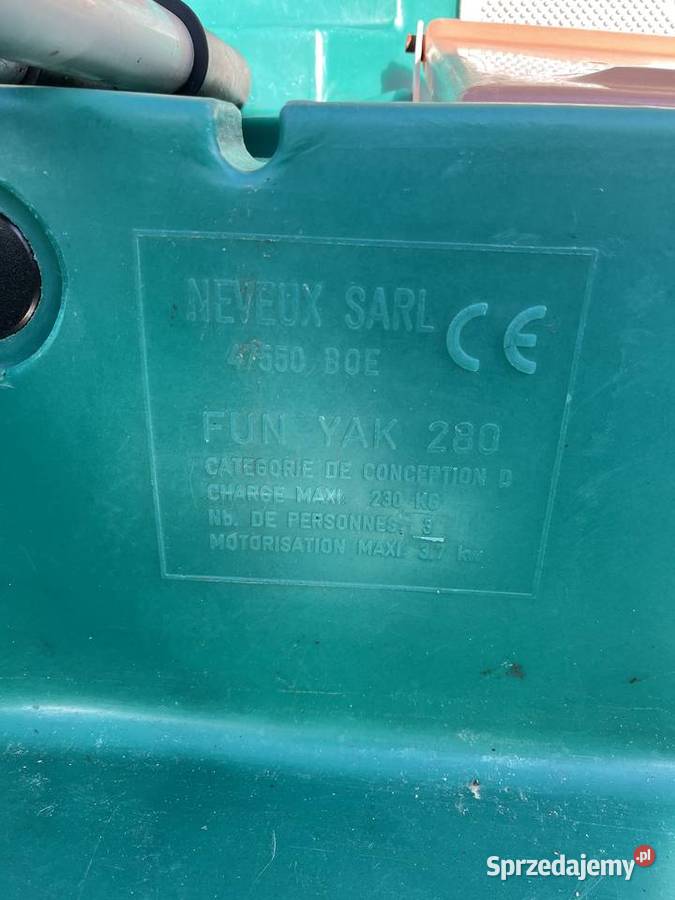 NEVEUX SARL CE
47550 BOE
FUN YAK 280
CATEGORIE DE CONCEPTION D
CHARGE MAXI. 230 KG
Nb. DE PERSONNES. 3
MOTORISATION MAXI 3.7 kw
Sprzedajemy.pl